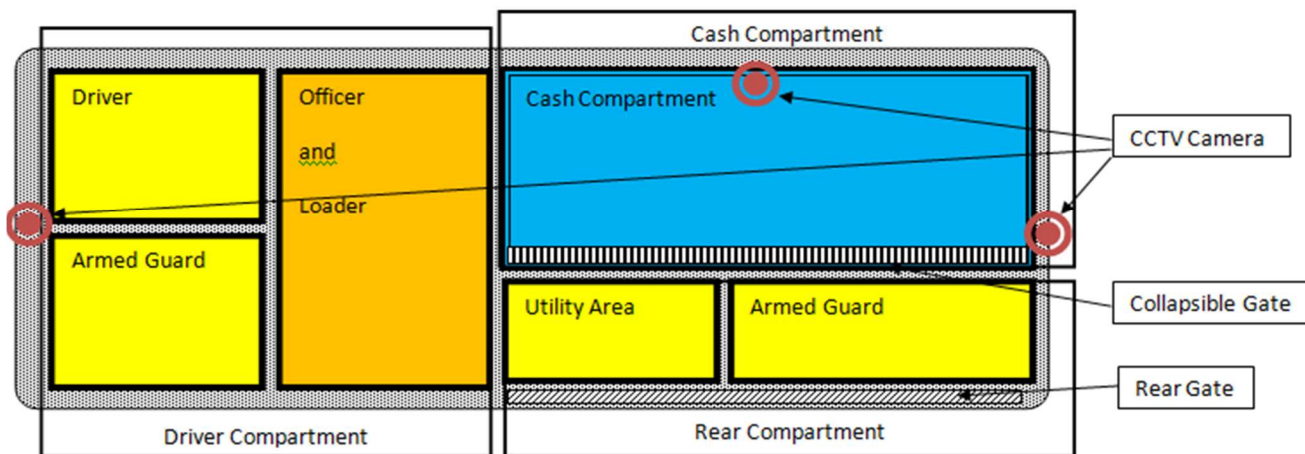 Cash Compartment
Driver
Officer
and
Loader
Cash Compartment
CCTV Camera
Armed Guard
Utility Area
Armed Guard
Collapsible Gate
Rear Gate
Driver Compartment
Rear Compartment